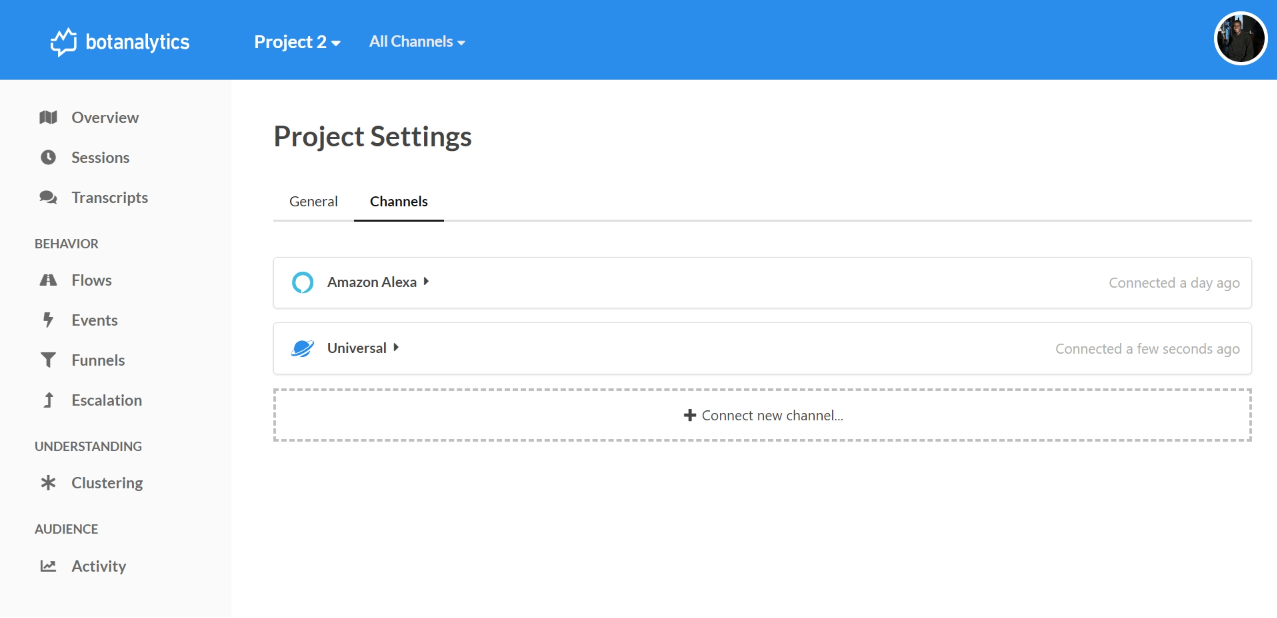 botanalytics
Project 2
All Channels
Overview
Sessions
Transcripts
BEHAVIOR
Flows
Events
Funnels
Escalation
UNDERSTANDING
Clustering
AUDIENCE
Activity
Project Settings
General
Channels
Amazon Alexa
Connected a day ago
Universal
Connected a few seconds ago
Connect new channel...